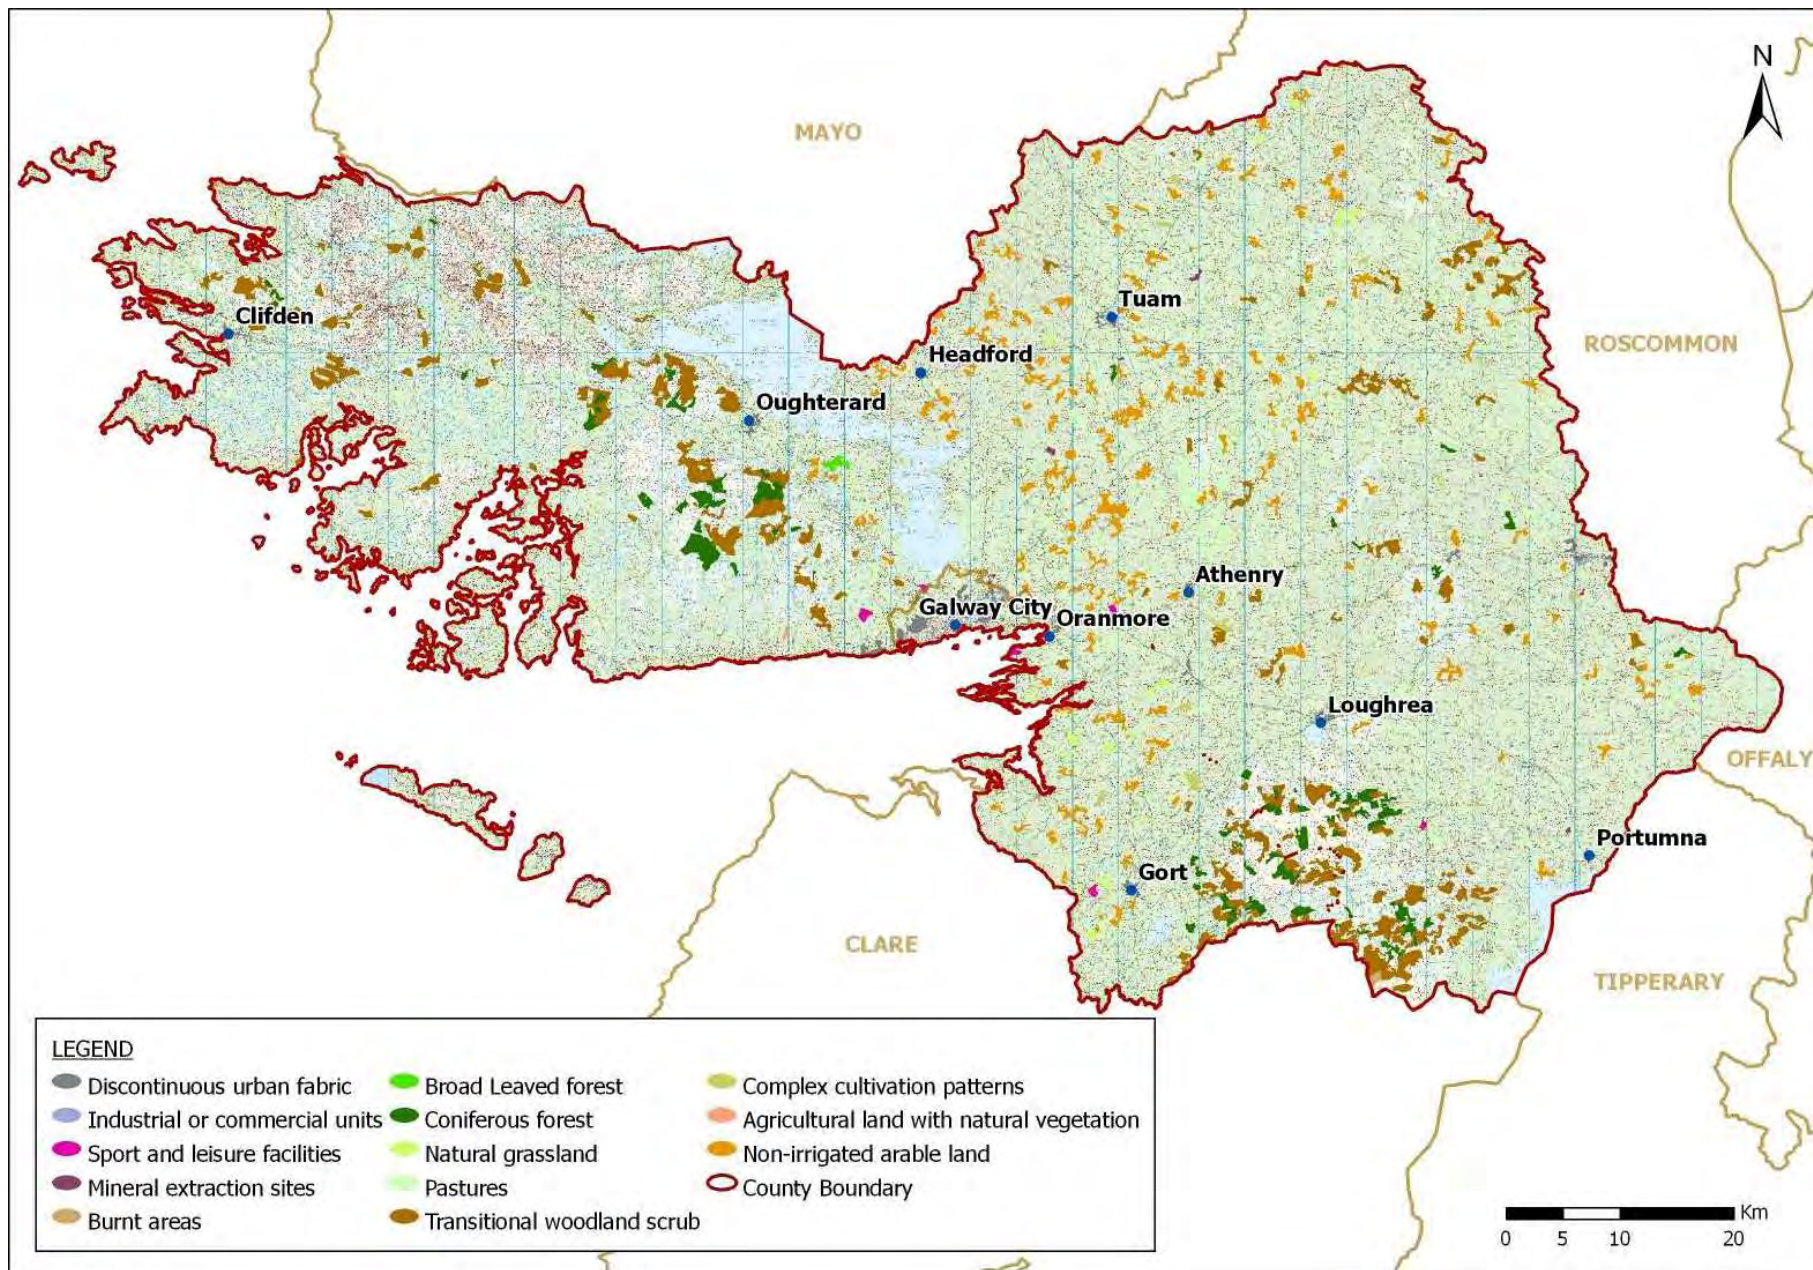 N
MAYO
Clifden
Tuam
ROSCOMMON
Headford
Oughterard
Athenry
Galway City
Oranmore
Loughrea
OFFALY
Portumna
Gort
CLARE
TIPPERARY
LEGEND
Discontinuous urban fabric
Industrial or commercial units
Sport and leisure facilities
Mineral extraction sites
Burnt areas
Broad Leaved forest
Coniferous forest
Natural grassland
Pastures
Transitional woodland scrub
Complex cultivation patterns
Agricultural land with natural vegetation
Non-irrigated arable land
County Boundary
Km
0 5 10 20